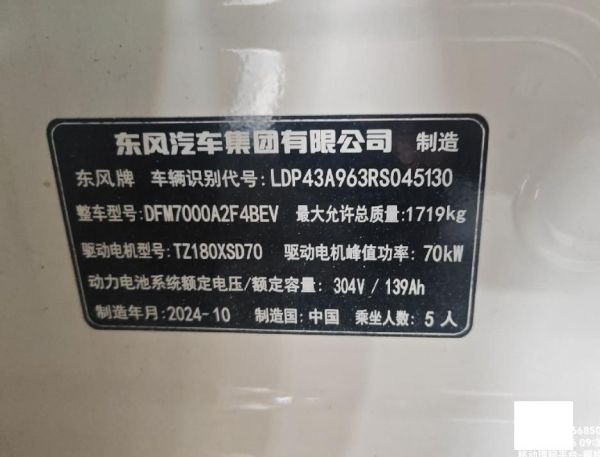 东风汽车集团有限公司 制造
东风牌 车辆识别代号:LDP43A963RS045130
整车型号:DFM7000A2F4BEV 最大允许总质量:1719kg
驱动电机型号:TZ180XSD70 驱动电机峰值功率:70kW
动力电池系统额定电压/额定容量: 304V / 139Ah
制造年月:2024-10 制造国:中国 乘坐人数:5人